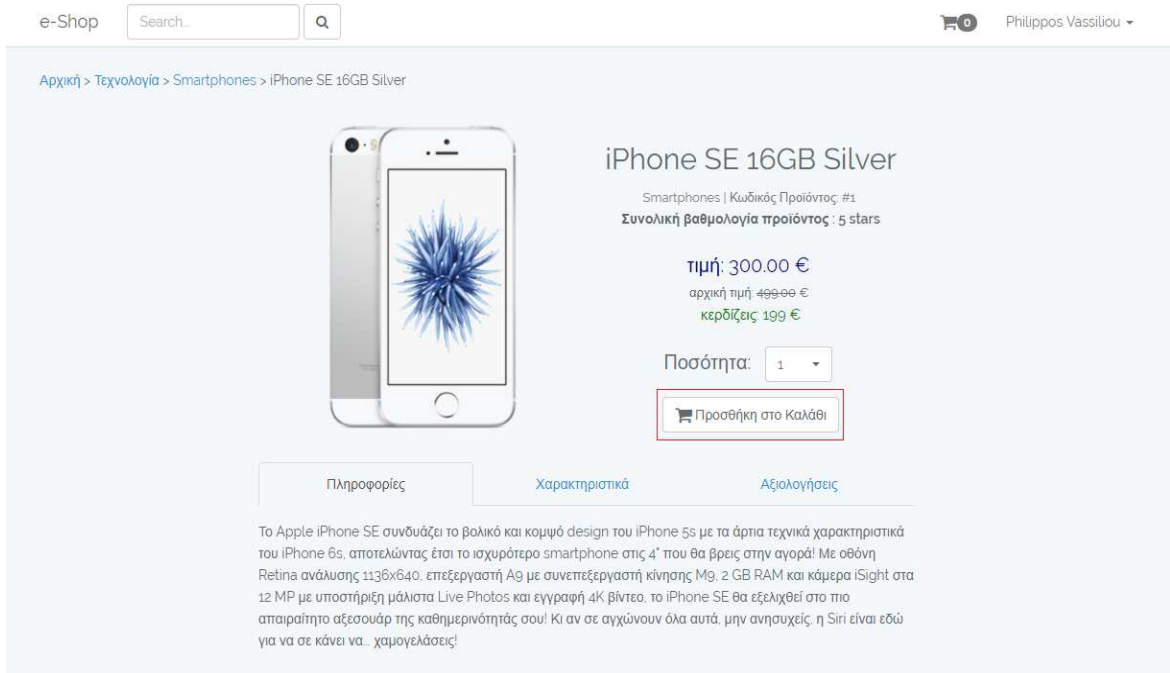 e-Shop Search... 0 Philippos Vassiliou
Αρχική > Τεχνολογία > Smartphones > iPhone SE 16GB Silver
iPhone SE 16GB Silver
Smartphones | Κωδικός Προϊόντος: #1
Συνολική βαθμολογία προϊόντος : 5 stars
τιμή: 300.00 €
αρχική τιμή: 499.00 €
κερδίζεις: 199 €
Ποσότητα: 1
Προσθήκη στο Καλάθι
Πληροφορίες Χαρακτηριστικά Αξιολογήσεις
Το Apple iPhone SE συνδυάζει το βολικό και κομψό design του iPhone 5s με τα άρτια τεχνικά χαρακτηριστικά
του iPhone 6s, αποτελώντας έτσι το ισχυρότερο smartphone στις 4" που θα βρεις στην αγορά! Με οθόνη
Retina ανάλυσης 1136x640, επεξεργαστή A9 με συνεπεξεργαστή κίνησης M9, 2 GB RAM και κάμερα iSight στα
12 MP με υποστήριξη μάλιστα Live Photos και εγγραφή 4K βίντεο, το iPhone SE θα εξελιχθεί στο πιο
απαραίτητο αξεσουάρ της καθημερινότητάς σου! Κι αν σε αγχώνουν όλα αυτά, μην ανησυχείς, η Siri είναι εδώ
για να σε κάνει να... χαμογελάσεις!